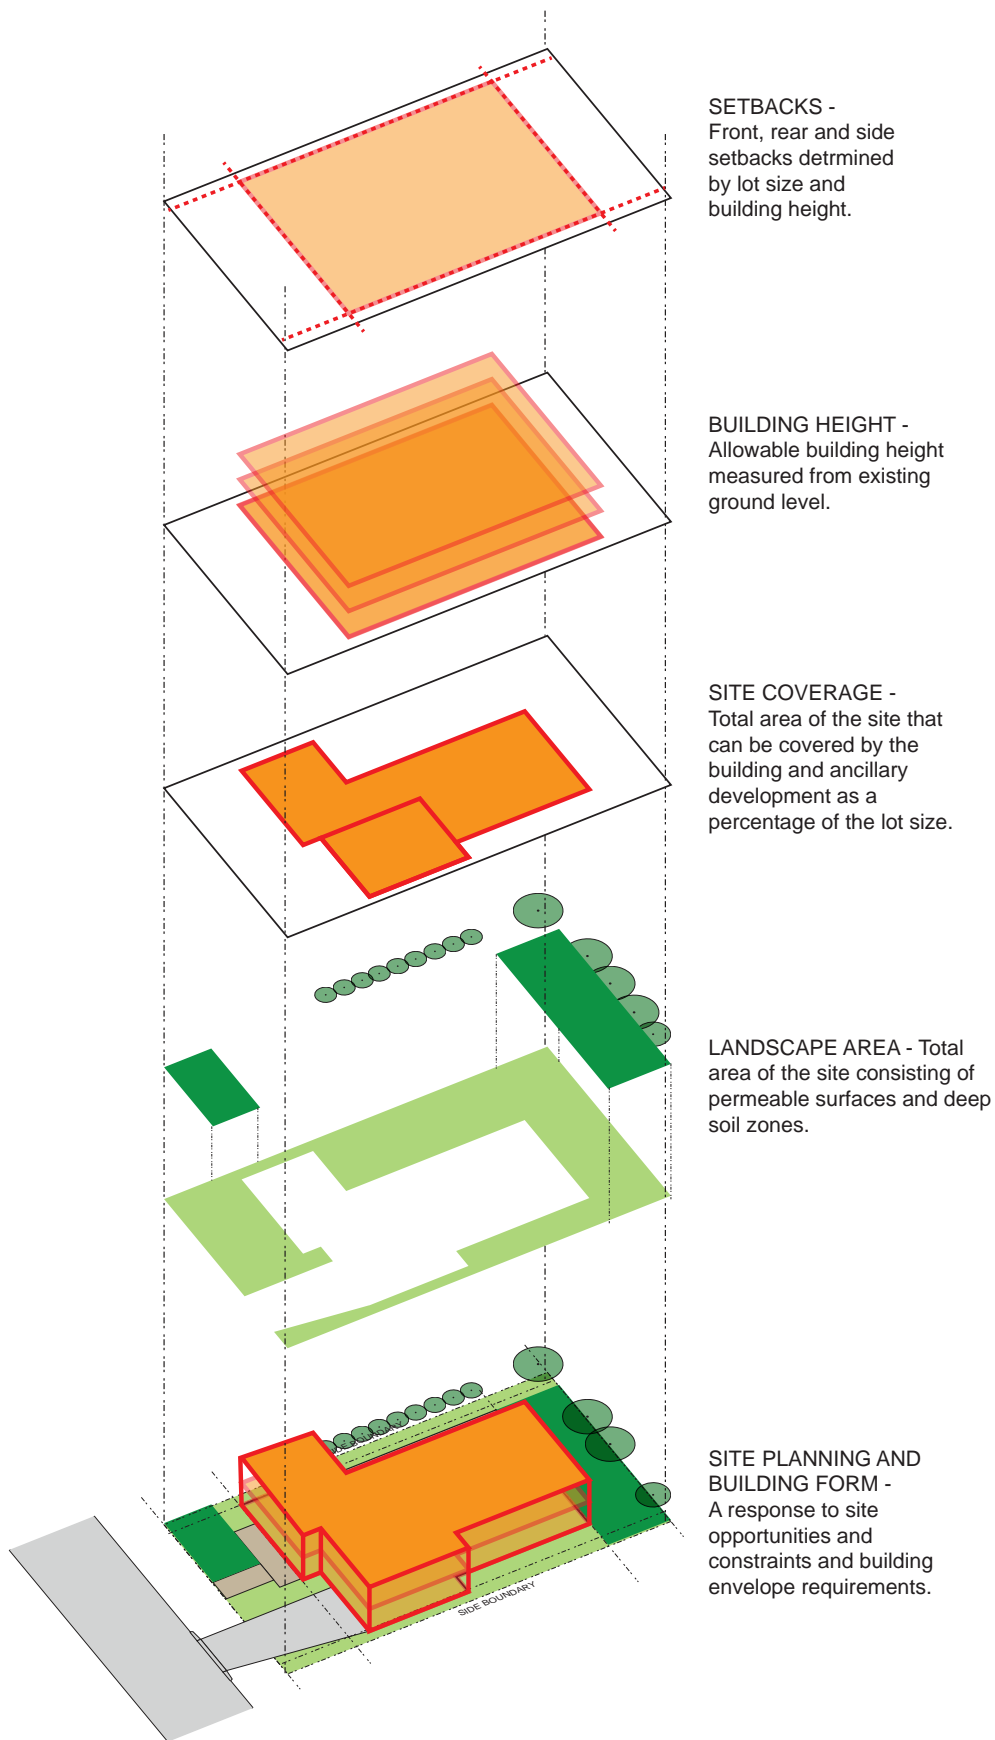 SETBACKS -
Front, rear and side
setbacks detrmined
by lot size and
building height.
BUILDING HEIGHT -
Allowable building height
measured from existing
ground level.
SITE COVERAGE -
Total area of the site that
can be covered by the
building and ancillary
development as a
percentage of the lot size.
LANDSCAPE AREA - Total
area of the site consisting of
permeable surfaces and deep
soil zones.
SITE PLANNING AND
BUILDING FORM -
A response to site
opportunities and
constraints and building
envelope requirements.
BOUNDARY
SIDE BOUNDARY